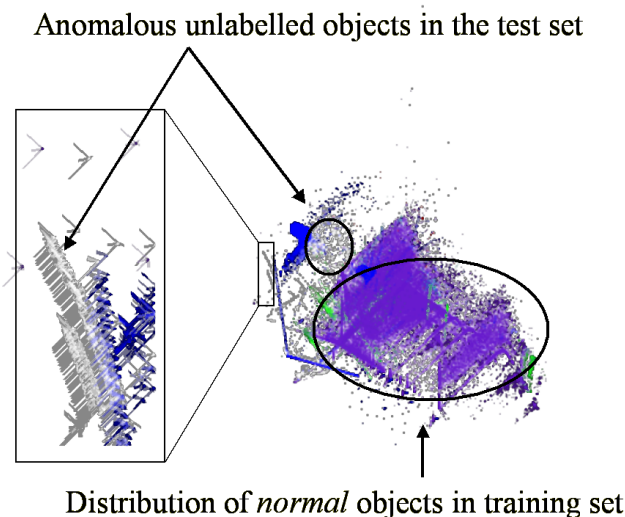 Anomalous unlabelled objects in the test set
Distribution of normal objects in training set